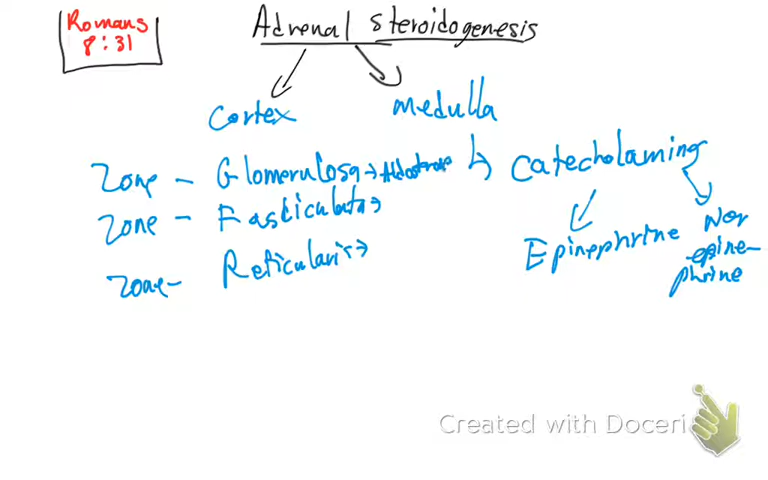 Romans
8:31
Adrenal steroidogenesis
Cortex
Medulla
Zone - Glomerulosa → Aldosterone
Zone - Fasciculata →
Zone - Reticularis →
↳ Catecholamine
Epinephrine
Nor
epine-
phrine
Created with Doceri